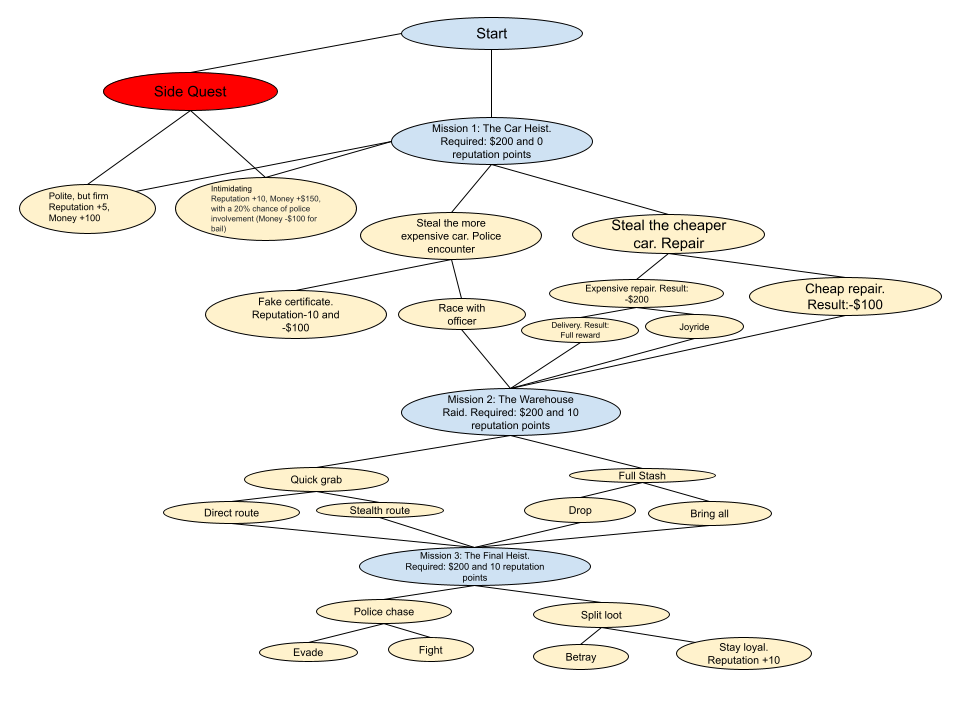 Start
Side Quest
Mission 1: The Car Heist.
Required: $200 and 0
reputation points
Polite, but firm
Reputation +5,
Money +100
Intimidating
Reputation +10, Money +$150,
with a 20% chance of police
involvement (Money -$100 for
bail)
Steal the more
expensive car. Police
encounter
Steal the cheaper
car. Repair
Fake certificate.
Reputation-10 and
-$100
Race with
officer
Expensive repair. Result:
-$200
Cheap repair.
Result:-$100
Delivery. Result:
Full reward
Joyride
Mission 2: The Warehouse
Raid. Required: $200 and 10
reputation points
Quick grab
Full Stash
Direct route
Stealth route
Drop
Bring all
Mission 3: The Final Heist.
Required: $200 and 10 reputation
points
Police chase
Split loot
Evade
Fight
Betray
Stay loyal.
Reputation +10